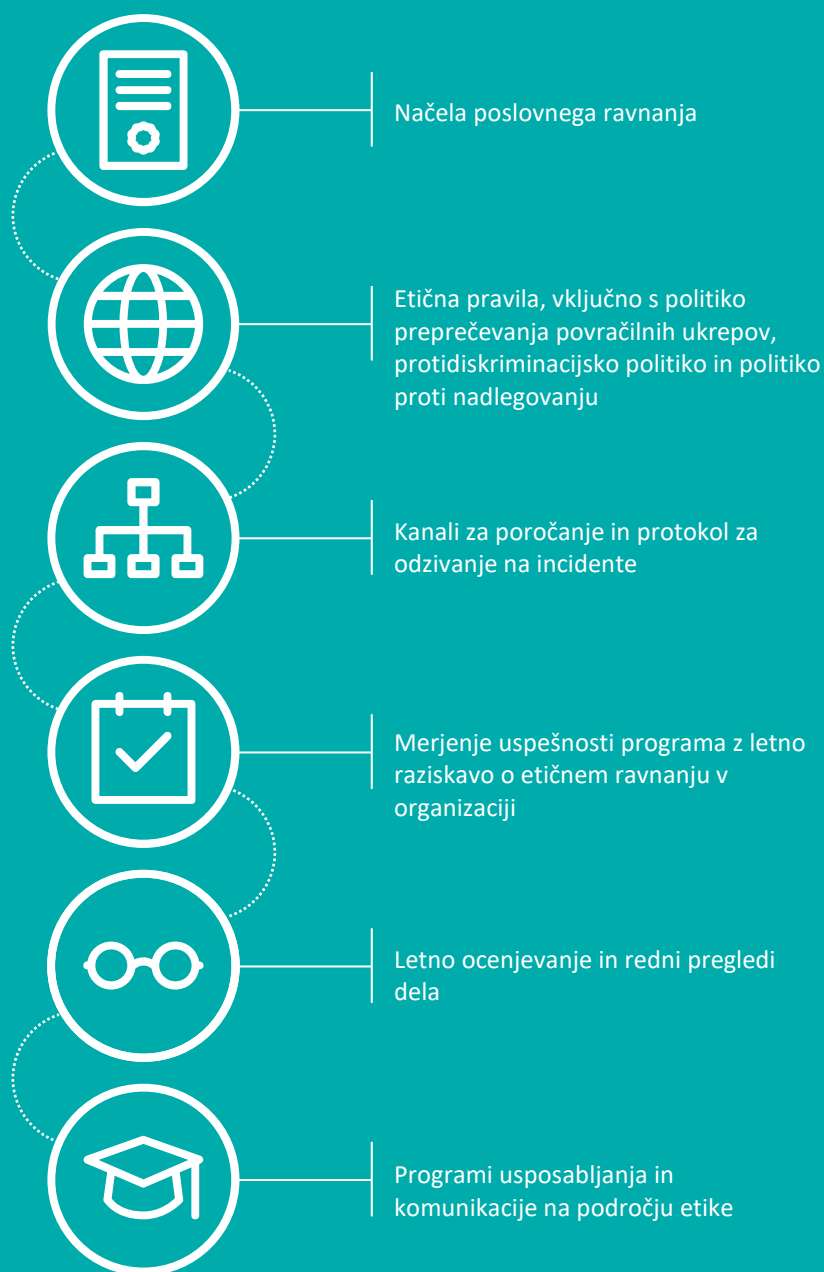 Načela poslovnega ravnanja
Etična pravila, vključno s politiko
preprečevanja povračilnih ukrepov,
protidiskriminacijsko politiko in politiko
proti nadlegovanju
Kanali za poročanje in protokol za
odzivanje na incidente
Merjenje uspešnosti programa z letno
raziskavo o etičnem ravnanju v
organizaciji
Letno ocenjevanje in redni pregledi
dela
Programi usposabljanja in
komunikacije na področju etike